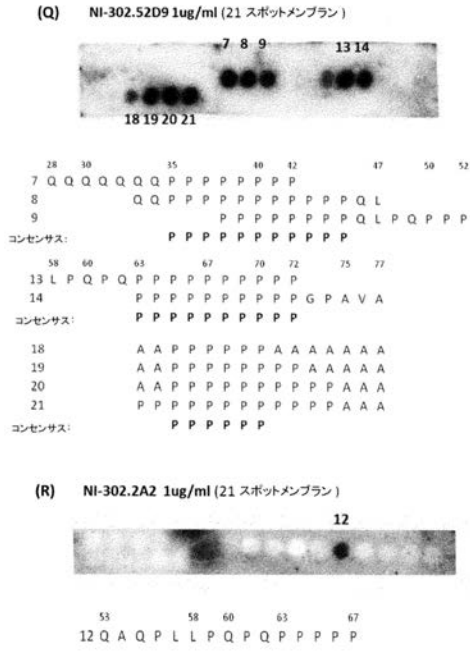 (Q) NI-302.52D9 1ug/ml (21 スポットメンブラン)
7 8 9 13 14
18 19 20 21
28 30 35 40 42 47 50 52
7 Q Q Q Q Q Q Q P P P P P P P P
8 Q Q P P P P P P P P P P P Q L
9 P P P P P P P P Q L P Q P P P
コンセンサス: P P P P P P P P P P P
58 60 63 65 67 70 72 75 77
13 L P Q P Q P P P P P P P P P P
14 P P P P P P P P P P G P A V A
コンセンサス: P P P P P P P P P P
18 A A P P P P P P A A A A A A A
19 A A P P P P P P P P A A A A A
20 A A P P P P P P P P P P A A A
21 P P P P P P P P P P P P A A A
コンセンサス: P P P P P P
(R) NI-302.2A2 1ug/ml (21 スポットメンブラン)
12
53 58 60 63 67
12 Q A Q P L L P Q P Q P P P P P